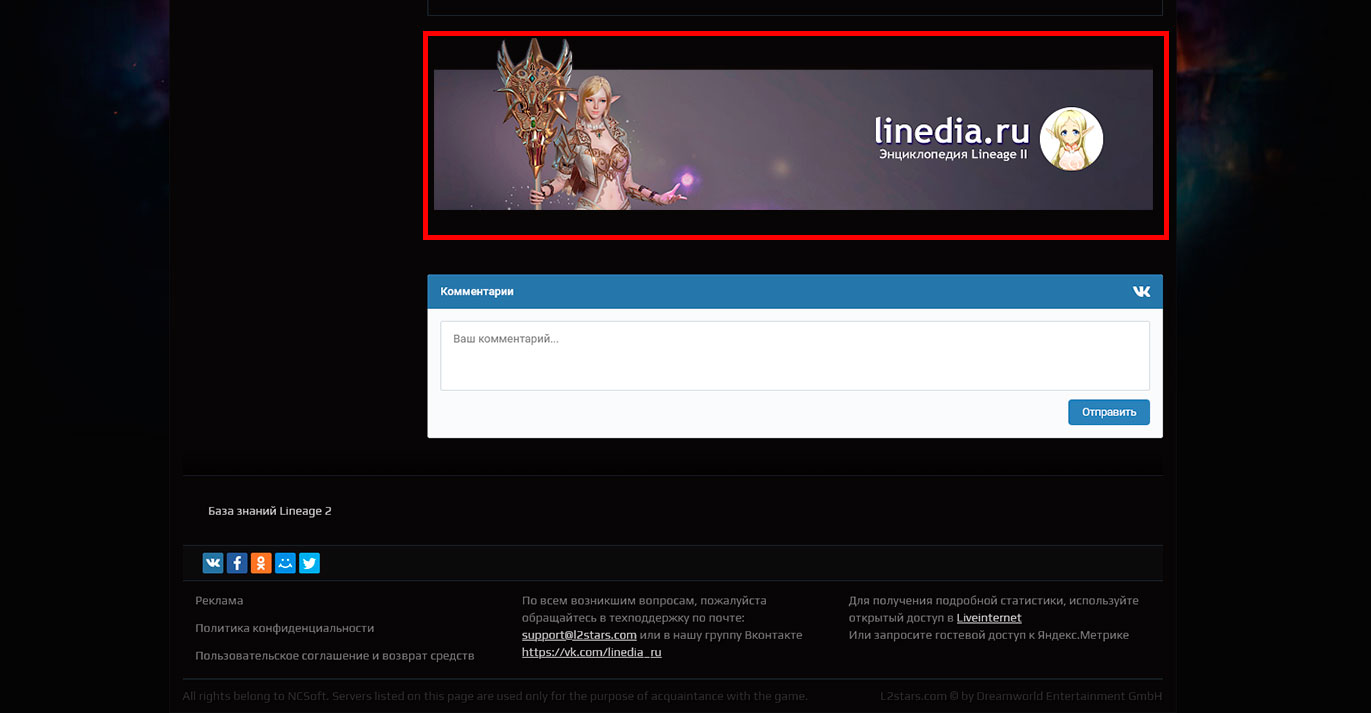 linedia.ru
Энциклопедия Lineage II
Комментарии
Ваш комментарий...
Отправить
База знаний Lineage 2
Реклама
Политика конфиденциальности
Пользовательское соглашение и возврат средств
По всем возникшим вопросам, пожалуйста
обращайтесь в техподдержку по почте:
support@l2stars.com или в нашу группу Вконтакте
https://vk.com/linedia_ru
Для получения подробной статистики, используйте
открытый доступ в Liveinternet
Или запросите гостевой доступ к Яндекс.Метрике
All rights belong to NCSoft. Servers listed on this page are used only for the purpose of acquaintance with the game.
L2stars.com © by Dreamworld Entertainment GmbH